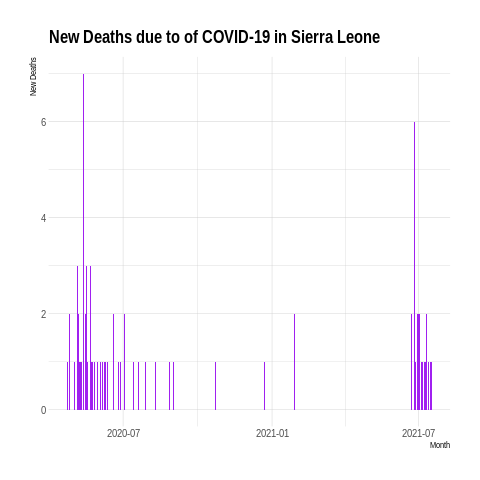 New Deaths due to of COVID-19 in Sierra Leone
New Deaths
6
4
2
0
2020-07
2021-01
2021-07
Month